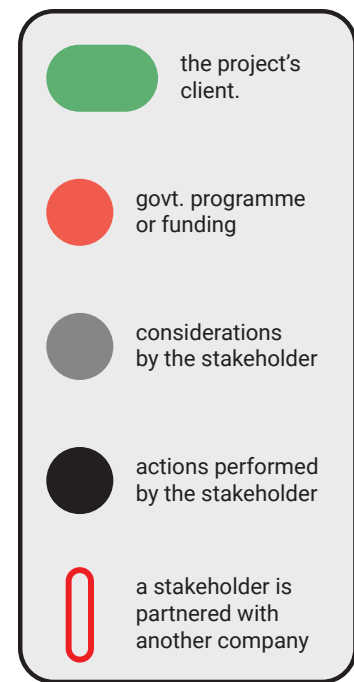 the project's
client.
govt. programme
or funding
considerations
by the stakeholder
actions performed
by the stakeholder
a stakeholder is
partnered with
another company